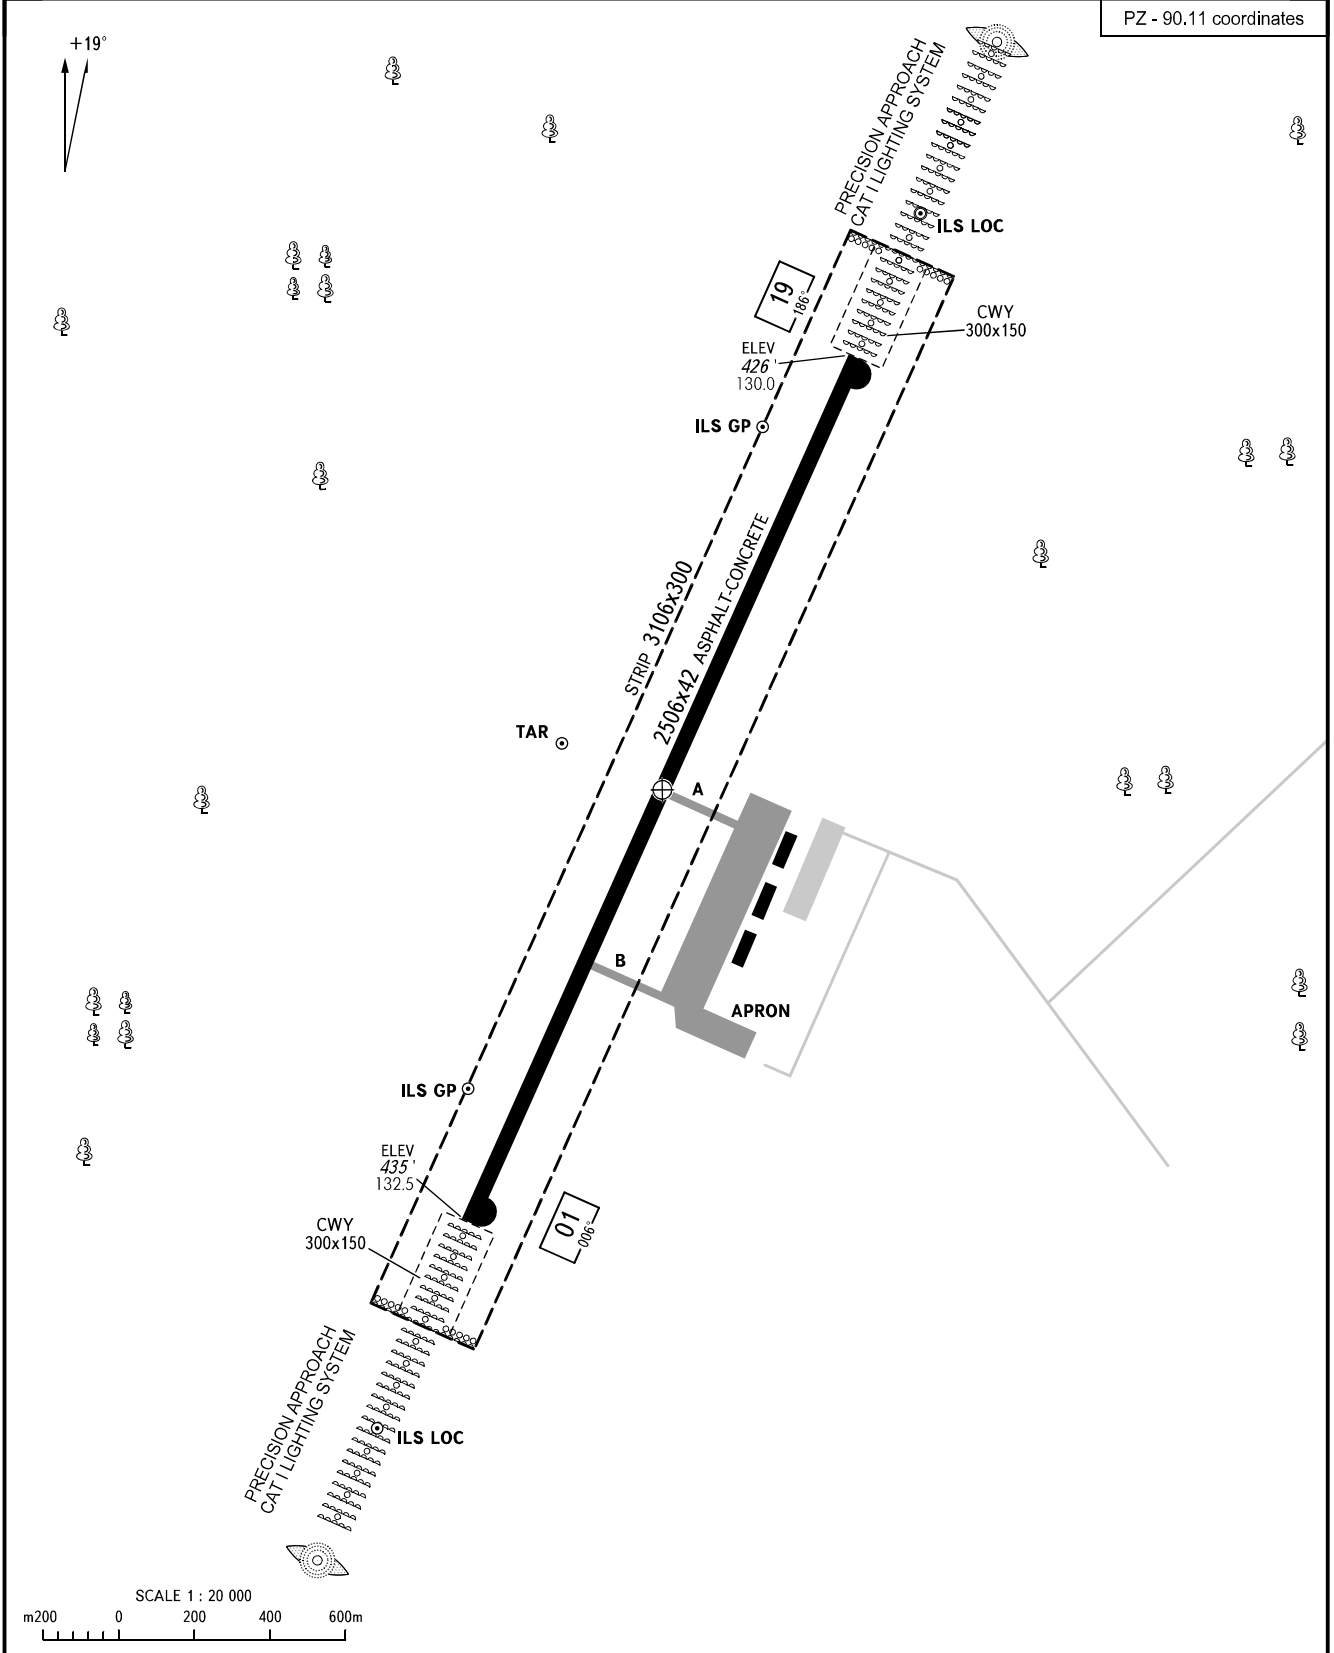 PZ - 90.11 coordinates
+19°
PRECISION APPROACH
CAT I LIGHTING SYSTEM
ILS LOC
19
186°
CWY
300x150
ELEV
426'
130.0
ILS GP
STRIP 3106x300
2506x42 ASPHALT-CONCRETE
TAR
A
B
APRON
ILS GP
ELEV
435'
132.5
CWY
300x150
01
006°
PRECISION APPROACH
CAT I LIGHTING SYSTEM
ILS LOC
SCALE 1 : 20 000
m200 0 200 400 600m